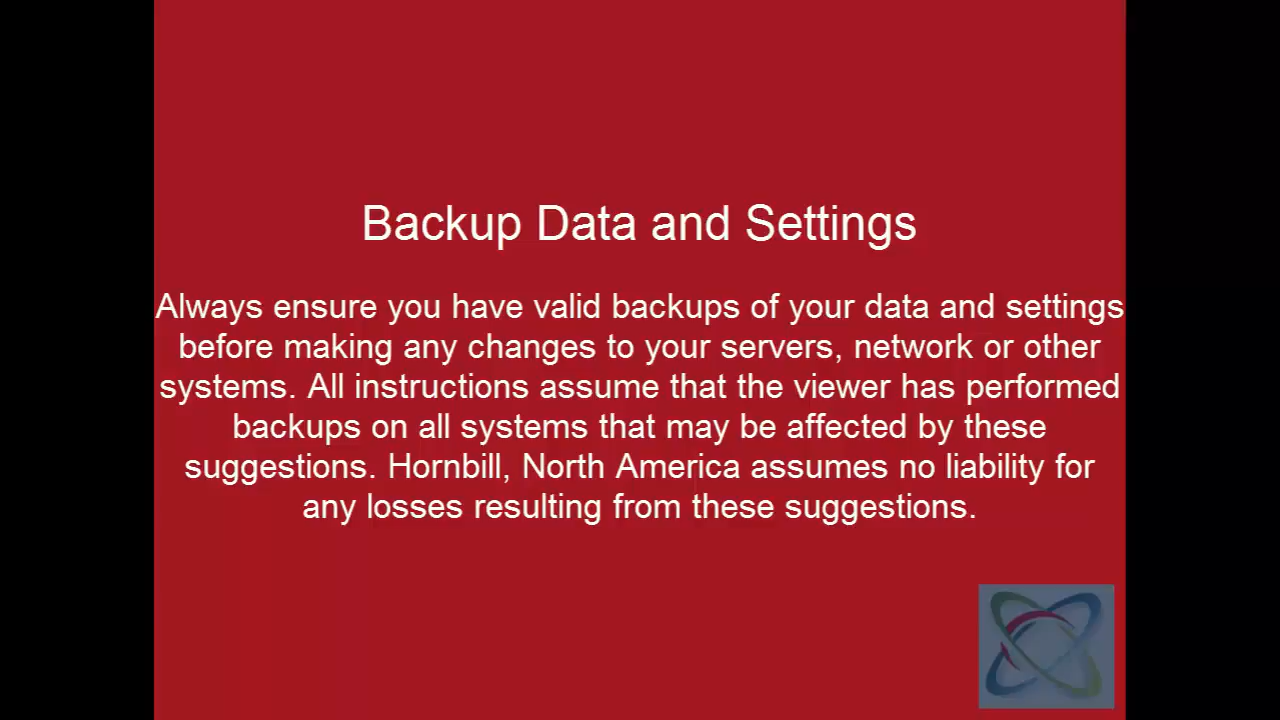 Backup Data and Settings
Always ensure you have valid backups of your data and settings
before making any changes to your servers, network or other
systems. All instructions assume that the viewer has performed
backups on all systems that may be affected by these
suggestions. Hornbill, North America assumes no liability for
any losses resulting from these suggestions.